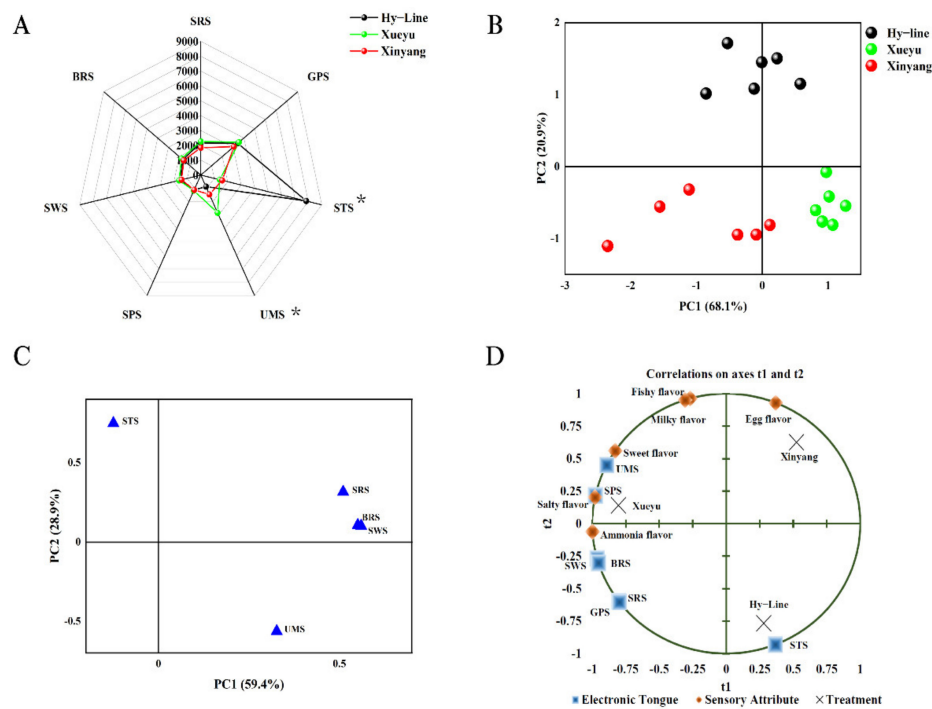 A
SRS
Hy-Line
Xueyu
Xinyang
9000
8000
7000
6000
5000
4000
3000
2000
1000
0
BRS
GPS
SWS
STS *
SPS
UMS *
B
Hy-line
Xueyu
Xinyang
2
1
0
-1
PC2 (20.9%)
-3
-2
-1
0
1
PC1 (68.1%)
C
STS
0.5
SRS
BRS
SWS
0
-0.5
UMS
PC2 (28.9%)
0
0.5
PC1 (59.4%)
D
Correlations on axes t1 and t2
1
0.75
0.5
0.25
0
-0.25
-0.5
-0.75
-1
t2
Fishy flavor
Milky flavor
Egg flavor
Xinyang
Sweet flavor
UMS
SPS
Salty flavor
Xueyu
Ammonia flavor
SWS
BRS
SRS
GPS
Hy-Line
STS
-1
-0.75
-0.5
-0.25
0
0.25
0.5
0.75
1
t1
Electronic Tongue
Sensory Attribute
Treatment